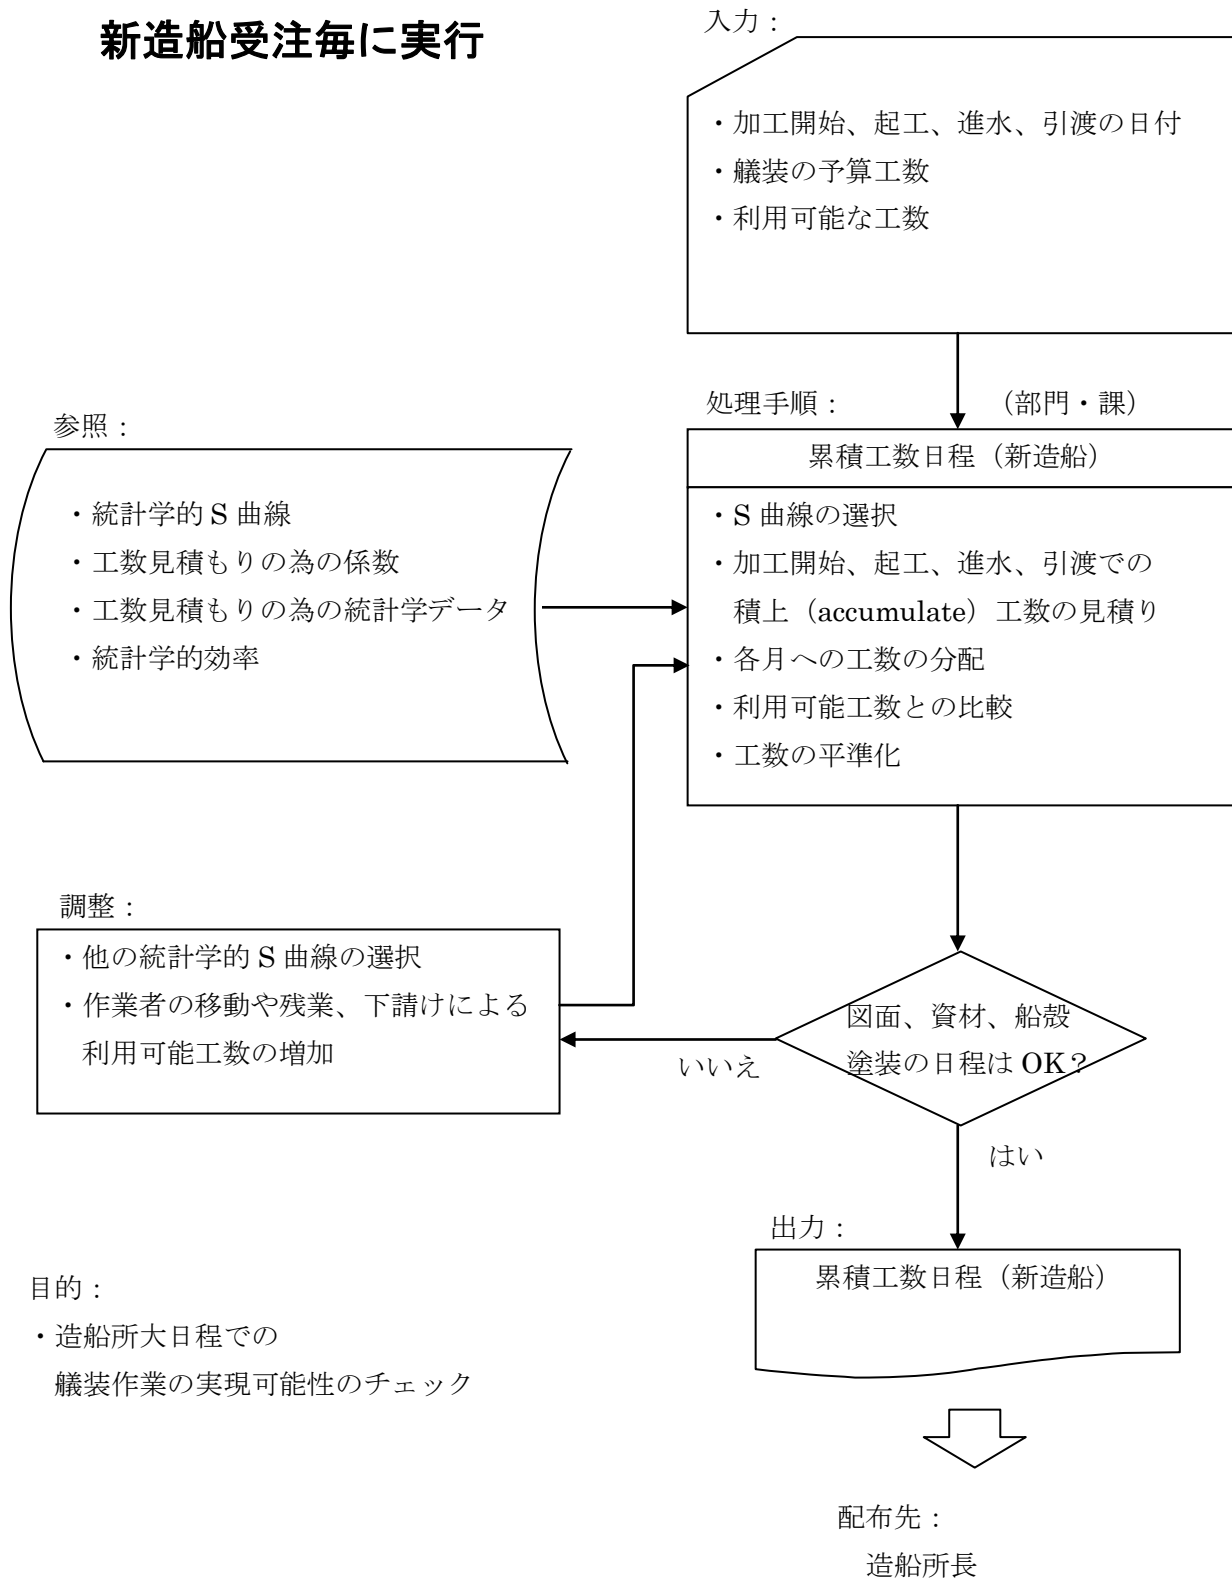 新造船受注毎に実行
入力：
・加工開始、起工、進水、引渡の日付
・艤装の予算工数
・利用可能な工数
処理手順：
（部門・課）
参照：
・統計学的 S 曲線
・工数見積もりの為の係数
・工数見積もりの為の統計学データ
・統計学的効率
累積工数日程（新造船）
・S 曲線の選択
・加工開始、起工、進水、引渡での
積上（accumulate）工数の見積り
・各月への工数の分配
・利用可能工数との比較
・工数の平準化
調整：
・他の統計学的 S 曲線の選択
・作業者の移動や残業、下請けによる
利用可能工数の増加
図面、資材、船殻
塗装の日程は OK？
いいえ
はい
出力：
累積工数日程（新造船）
目的：
・造船所大日程での
艤装作業の実現可能性のチェック
配布先：
造船所長